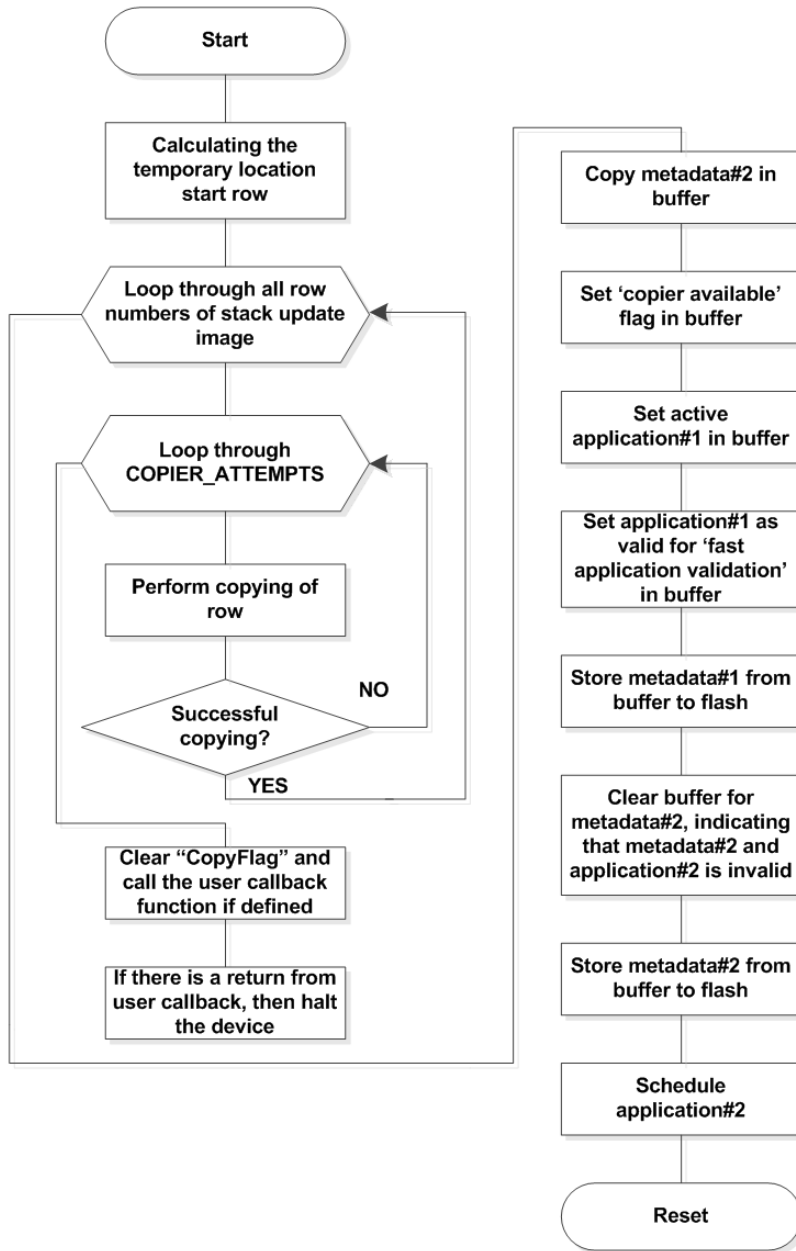 Start
Calculating the
temporary location
start row
Loop through all row
numbers of stack update
image
Loop through
COPIER_ATTEMPTS
Perform copying of
row
NO
Successful
copying?
YES
Clear “CopyFlag” and
call the user callback
function if defined
If there is a return from
user callback, then halt
the device
Copy metadata#2 in
buffer
Set ‘copier available’
flag in buffer
Set active
application#1 in buffer
Set application#1 as
valid for ‘fast
application validation’
in buffer
Store metadata#1 from
buffer to flash
Clear buffer for
metadata#2, indicating
that metadata#2 and
application#2 is invalid
Store metadata#2 from
buffer to flash
Schedule
application#2
Reset